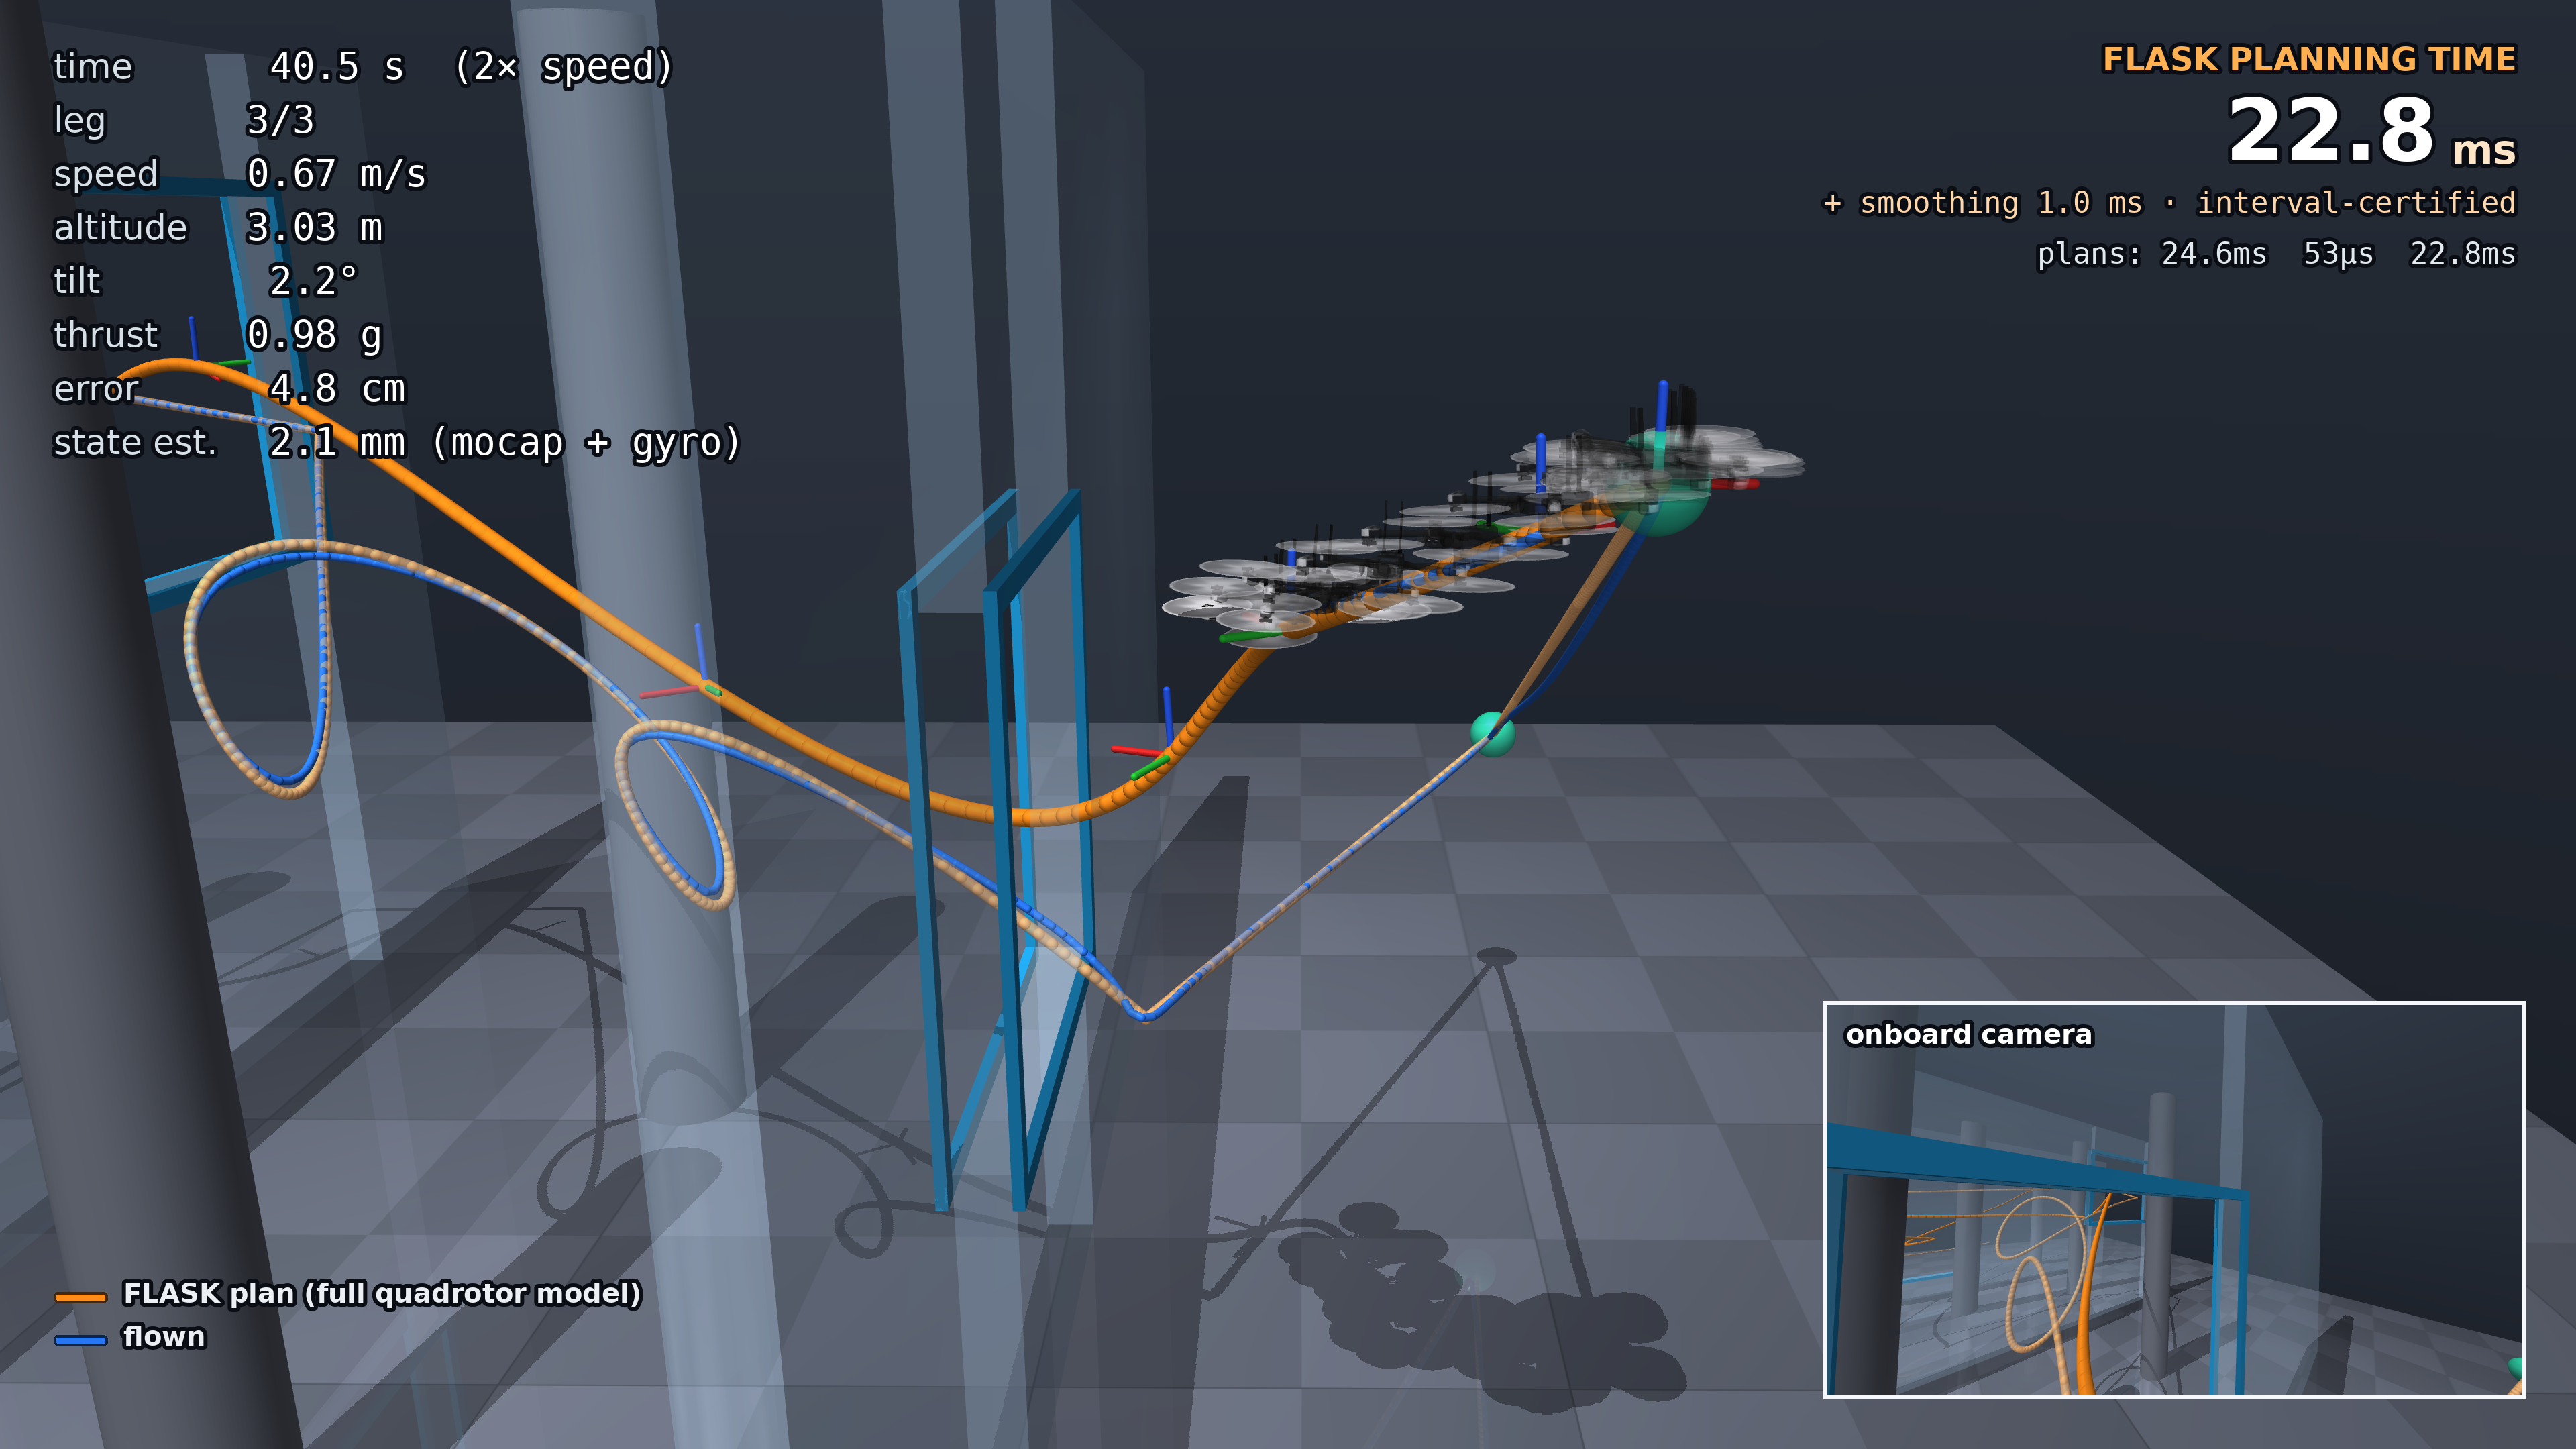 time 40.5 s (2× speed)
leg 3/3
speed 0.67 m/s
altitude 3.03 m
tilt 2.2°
thrust 0.98 g
error 4.8 cm
state est. 2.1 mm (mocap + gyro)
FLASK PLANNING TIME
22.8 ms
+ smoothing 1.0 ms · interval-certified
plans: 24.6ms 53µs 22.8ms
onboard camera
FLASK plan (full quadrotor model)
flown